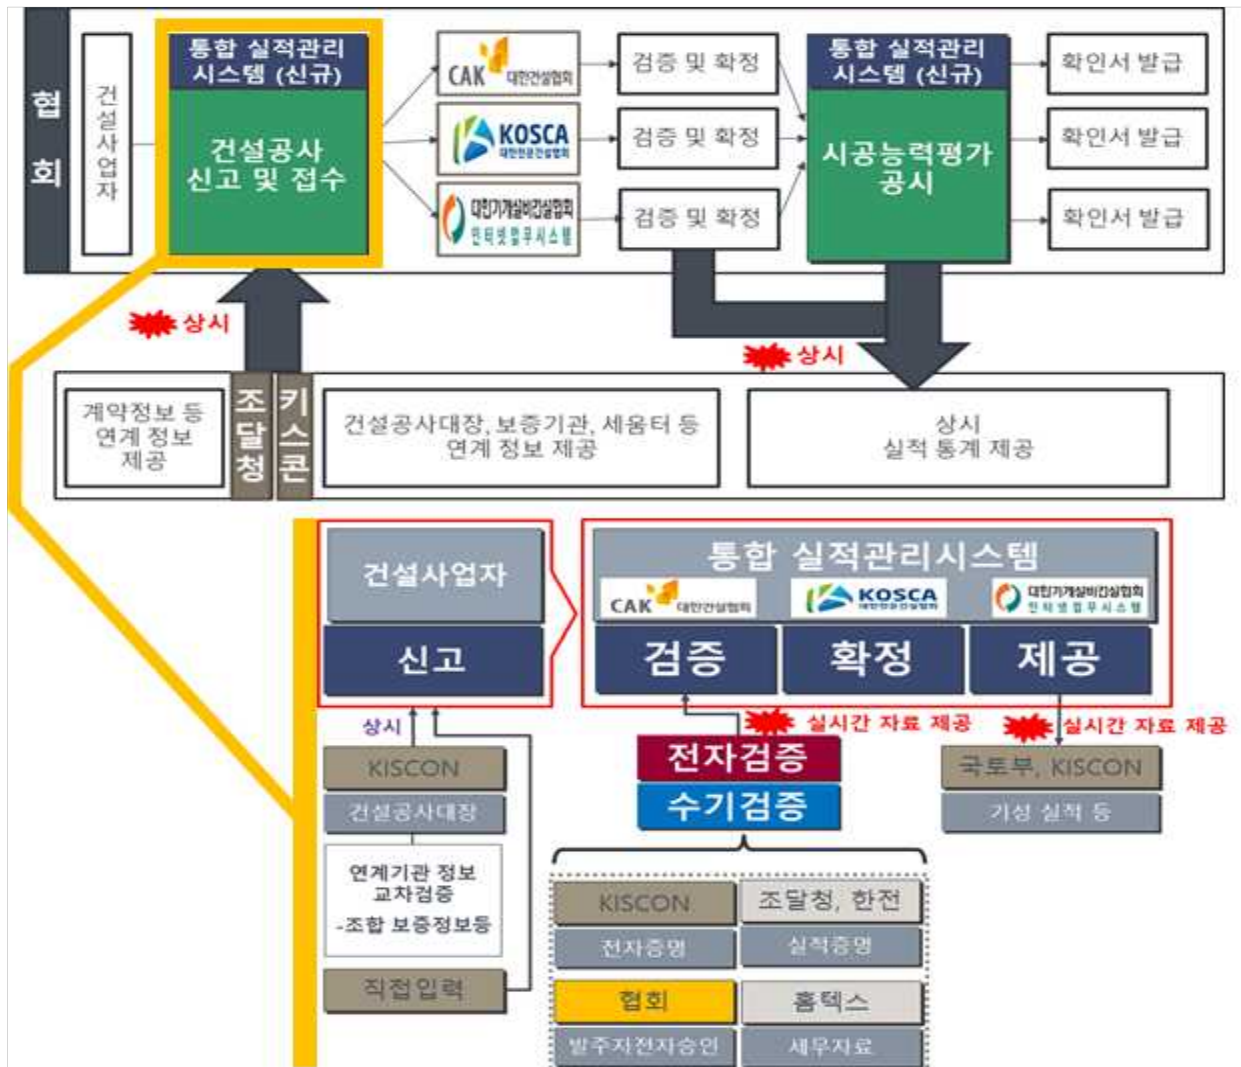 협회
건설사업자
통합 실적관리
시스템 (신규)
건설공사
신고 및 접수
CAK 대한건설협회
KOSCA
대한전문건설협회
대한기계설비건설협회
인터넷업무시스템
검증 및 확정
검증 및 확정
검증 및 확정
통합 실적관리
시스템 (신규)
시공능력평가
공시
확인서 발급
확인서 발급
확인서 발급
상시
상시
계약정보 등
연계 정보
제공
조달청
키스콘
건설공사대장, 보증기관, 세움터 등
연계 정보 제공
상시
실적 통계 제공
건설사업자
신고
통합 실적관리시스템
CAK 대한건설협회
KOSCA
대한전문건설협회
대한기계설비건설협회
인터넷업무시스템
검증
확정
제공
상시
실시간 자료 제공
실시간 자료 제공
KISCON
건설공사대장
연계기관 정보
교차검증
-조합 보증정보등
직접입력
전자검증
수기검증
국토부, KISCON
기성 실적 등
KISCON
전자증명
조달청, 한전
실적증명
협회
발주자전자승인
홈텍스
세무자료